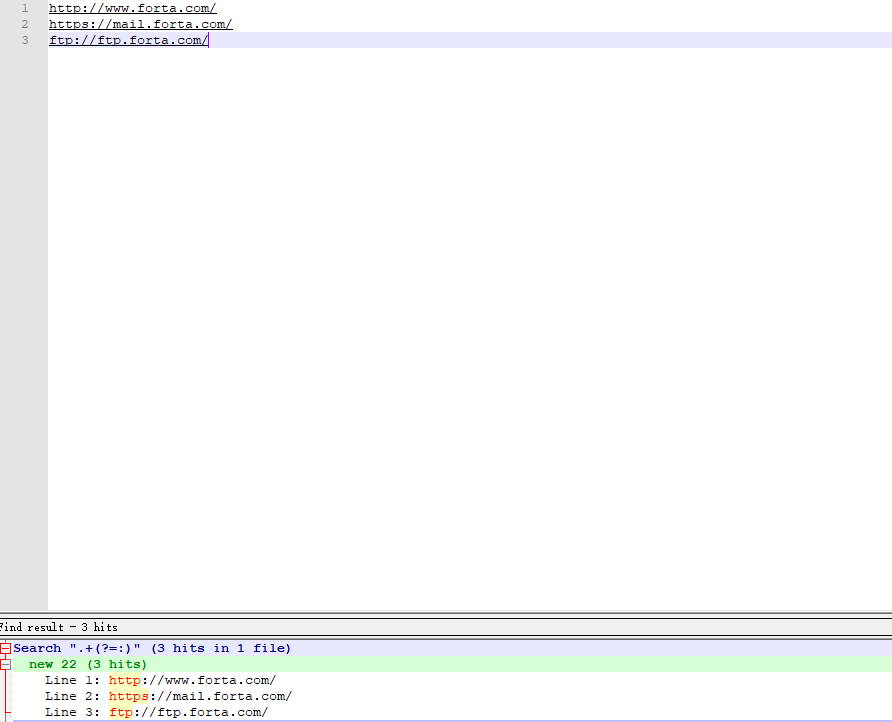 1 http://www.forta.com/
2 https://mail.forta.com/
3 ftp://ftp.forta.com/
Find result - 3 hits
Search ".+(?=:)" (3 hits in 1 file)
new 22 (3 hits)
Line 1: http://www.forta.com/
Line 2: https://mail.forta.com/
Line 3: ftp://ftp.forta.com/